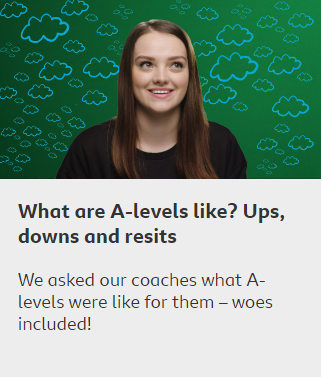 What are A-levels like? Ups,
downs and resits
We asked our coaches what A-
levels were like for them – woes
included!